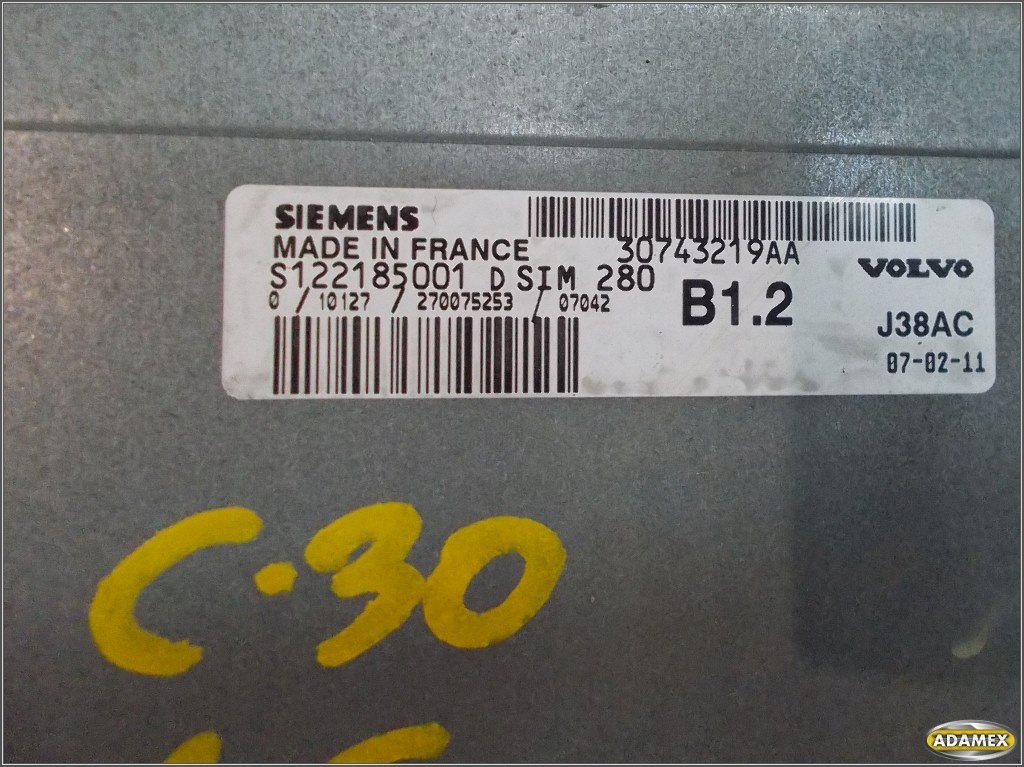 SIEMENS
MADE IN FRANCE 30743219AA
S122185001 D SIM 280
VOLVO
0 / 10127 / 270075253 / 07042
B1.2
J38AC
07-02-11
C.30
ADAMEX